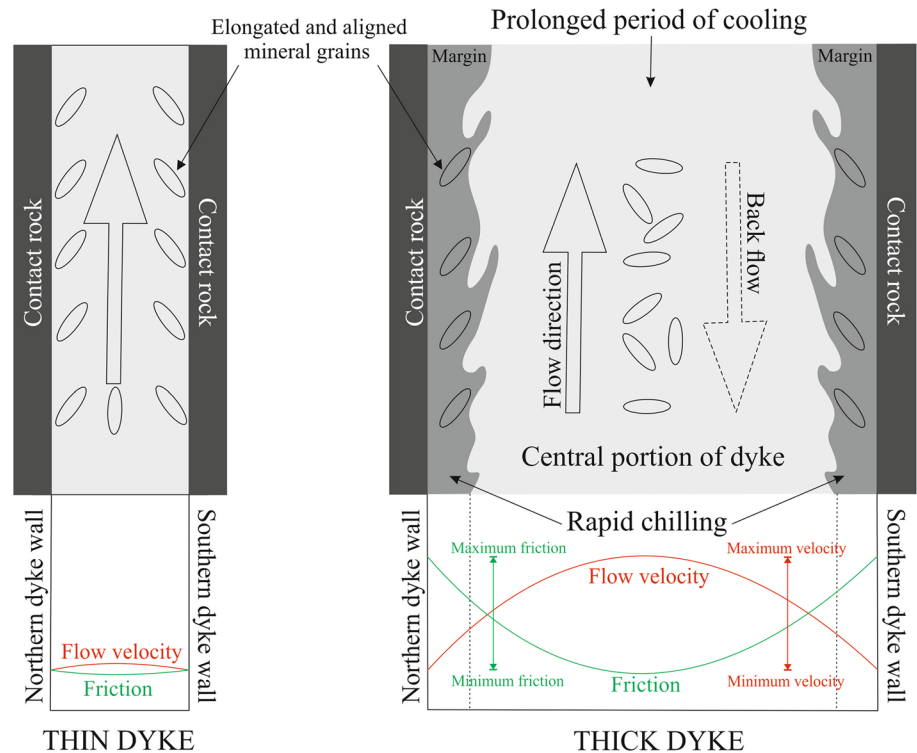 Elongated and aligned
mineral grains
Prolonged period of cooling
Margin
Margin
Contact rock
Contact rock
Contact rock
Contact rock
Flow direction
Back flow
Central portion of dyke
Rapid chilling
Northern dyke wall
Southern dyke wall
Flow velocity
Friction
Northern dyke wall
Southern dyke wall
Maximum friction
Maximum velocity
Flow velocity
Minimum friction
Friction
Minimum velocity
THIN DYKE
THICK DYKE